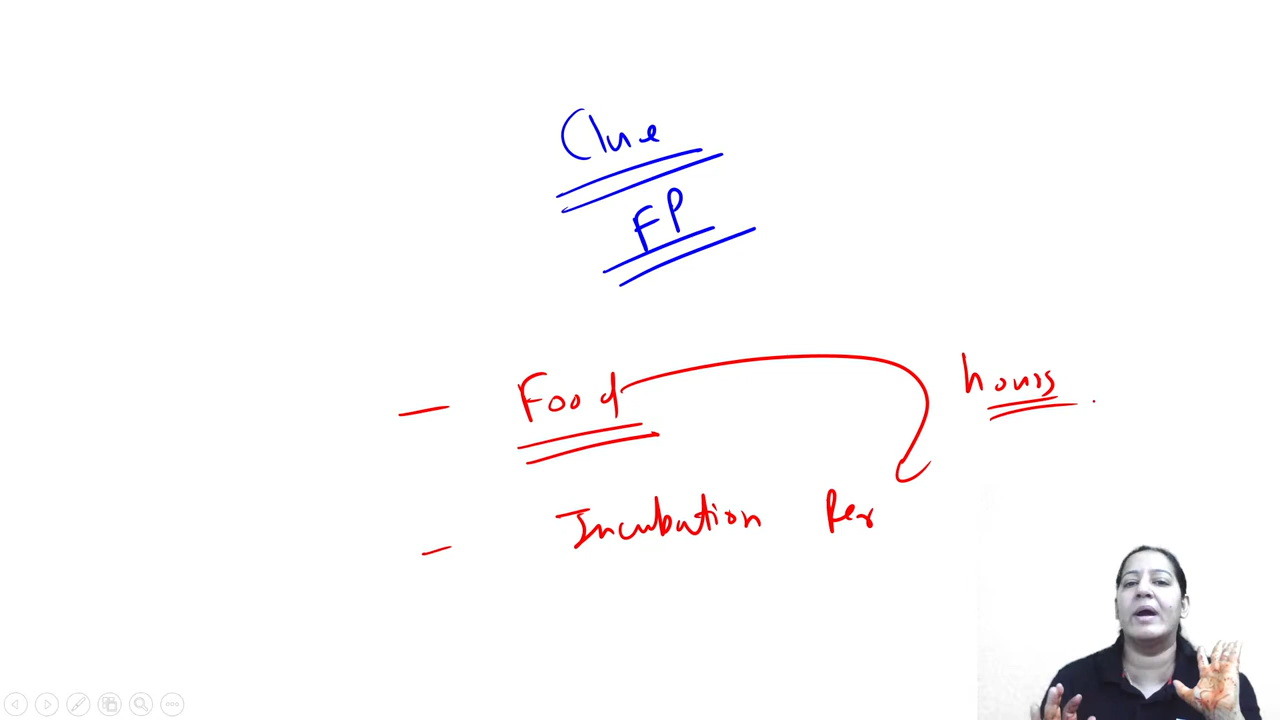 Clue
FP
— Food
hours
— Incubation Per